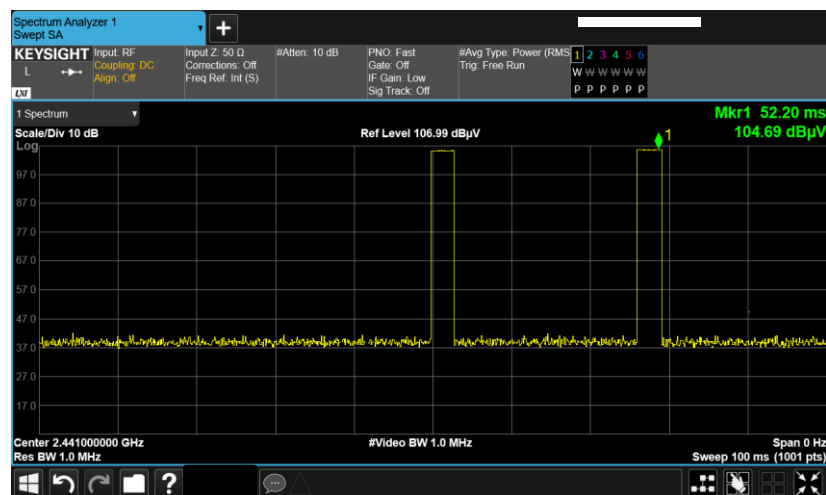 Spectrum Analyzer 1
Swept SA
+
KEYSIGHT Input: RF Input Z: 50 Ω #Atten: 10 dB PNO: Fast #Avg Type: Power (RMS 1 2 3 4 5 6
L Coupling: DC Corrections: Off Gate: Off Trig: Free Run
Align: Off Freq Ref: Int (S) IF Gain: Low W W W W W W
LXI Sig Track: Off P P P P P P
1 Spectrum Mkr1 52.20 ms
Scale/Div 10 dB Ref Level 106.99 dBµV 104.69 dBµV
Log 1
97.0
87.0
77.0
67.0
57.0
47.0
37.0
27.0
17.0
Center 2.441000000 GHz #Video BW 1.0 MHz Span 0 Hz
Res BW 1.0 MHz Sweep 100 ms (1001 pts)
?